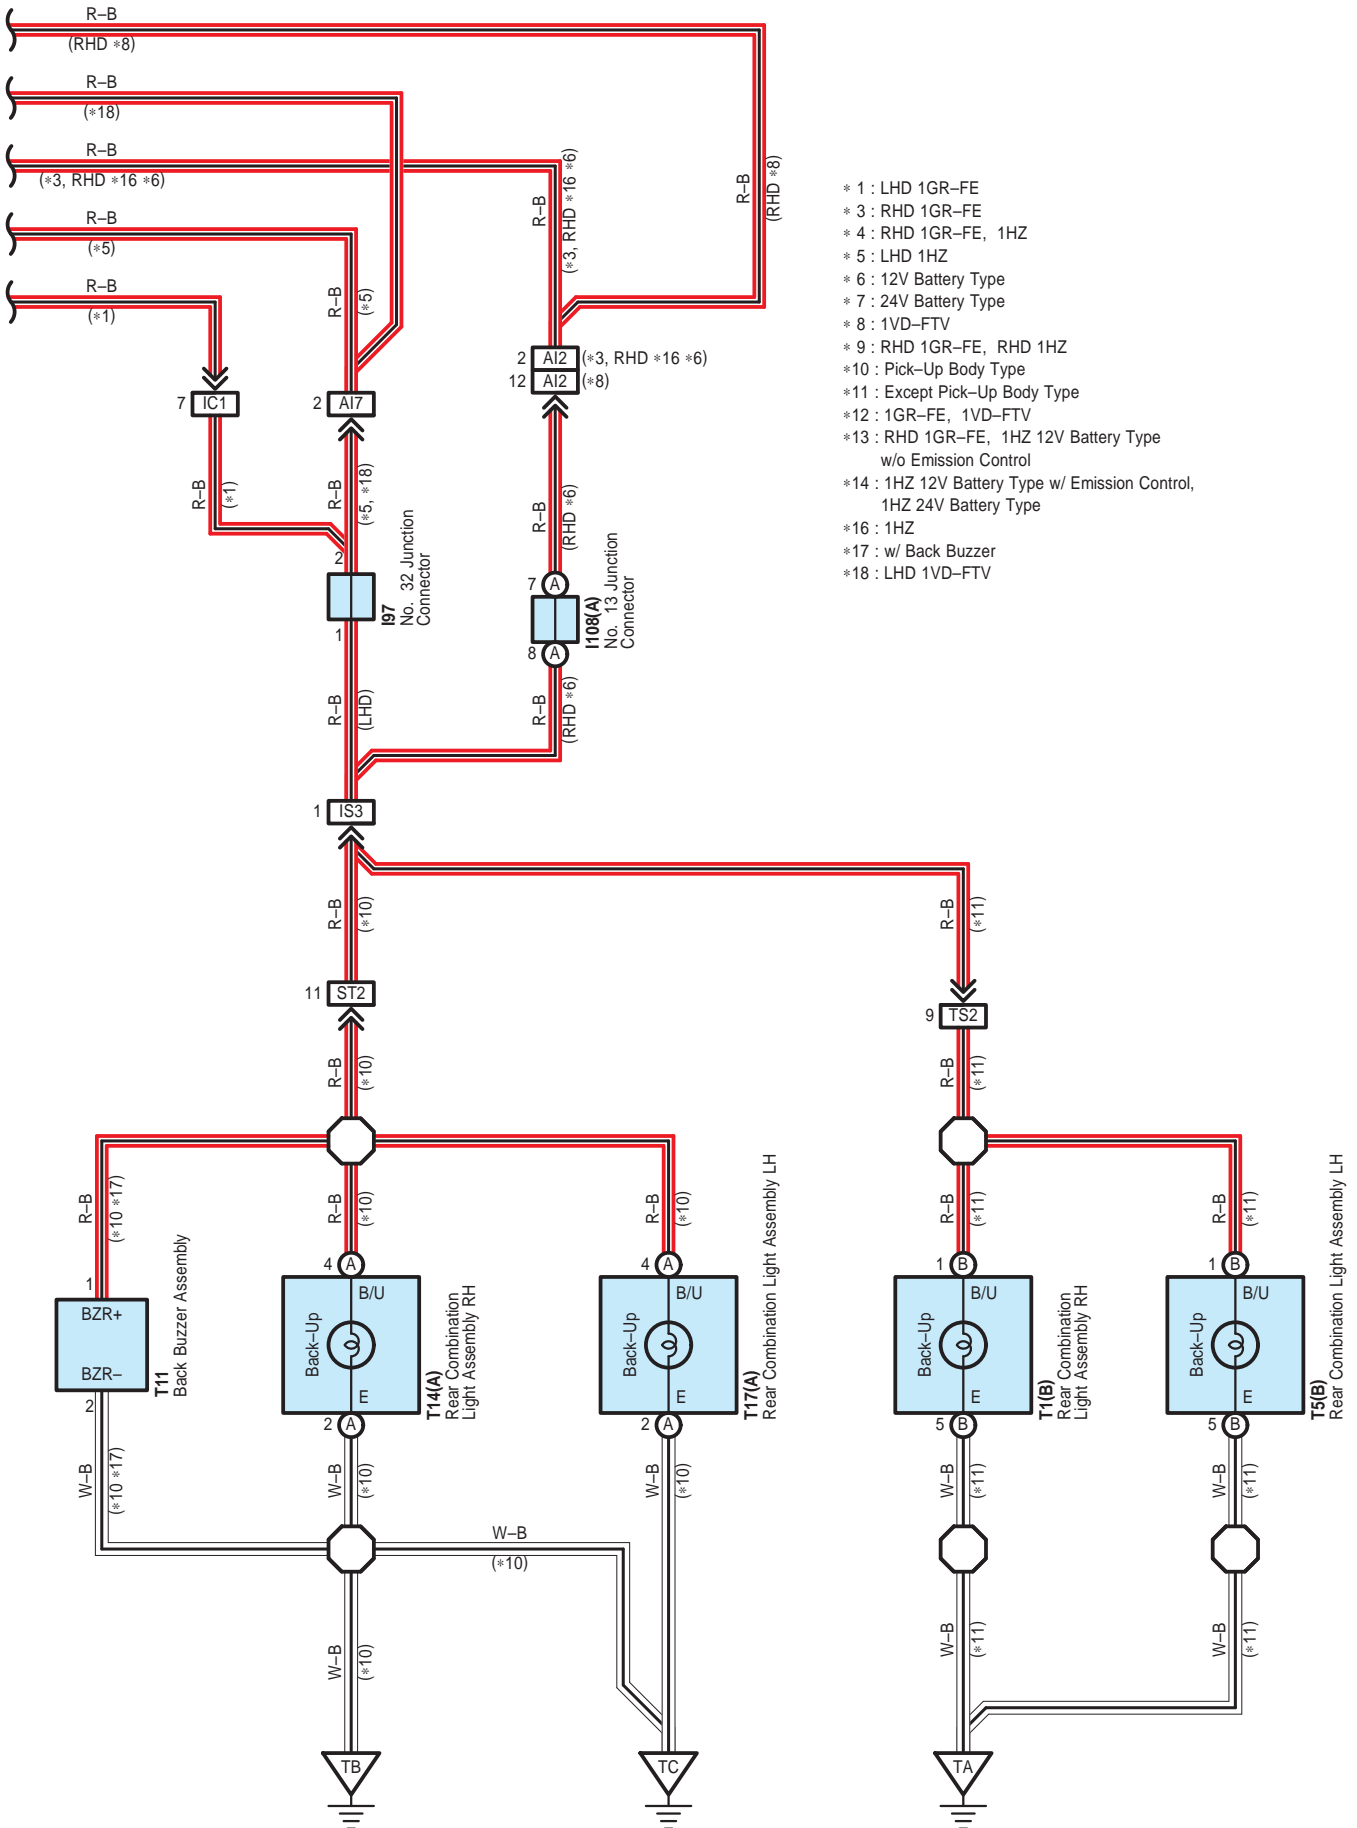 R–B
(RHD ∗8)
R–B
(∗18)
R–B
(∗3, RHD ∗16 ∗6)
R–B
(∗5)
R–B
(∗1)
R–B
(∗5)
R–B
(∗3, RHD ∗16 ∗6)
R–B
(RHD ∗8)
∗ 1 : LHD 1GR–FE
∗ 3 : RHD 1GR–FE
∗ 4 : RHD 1GR–FE, 1HZ
∗ 5 : LHD 1HZ
∗ 6 : 12V Battery Type
∗ 7 : 24V Battery Type
∗ 8 : 1VD–FTV
∗ 9 : RHD 1GR–FE, RHD 1HZ
∗10 : Pick–Up Body Type
∗11 : Except Pick–Up Body Type
∗12 : 1GR–FE, 1VD–FTV
∗13 : RHD 1GR–FE, 1HZ 12V Battery Type
w/o Emission Control
∗14 : 1HZ 12V Battery Type w/ Emission Control,
1HZ 24V Battery Type
∗16 : 1HZ
∗17 : w/ Back Buzzer
∗18 : LHD 1VD–FTV
2 AI2 (∗3, RHD ∗16 ∗6)
12 AI2 (∗8)
7 IC1
2 AI7
R–B
(∗1)
R–B
(∗5, ∗18)
R–B
(RHD ∗6)
2
1
I97
No. 32 Junction
Connector
7 A
8 A
I108(A)
No. 13 Junction
Connector
R–B
(LHD)
R–B
(RHD ∗6)
1 IS3
R–B
(∗10)
R–B
(∗11)
11 ST2
9 TS2
R–B
(∗10)
R–B
(∗11)
R–B
(∗10 ∗17)
R–B
(∗10)
R–B
(∗10)
R–B
(∗11)
R–B
(∗11)
1
BZR+
BZR–
2
T11
Back Buzzer Assembly
4 A
B/U
Back–Up
E
2 A
T14(A)
Rear Combination
Light Assembly RH
4 A
B/U
Back–Up
E
2 A
T17(A)
Rear Combination Light Assembly LH
1 B
B/U
Back–Up
E
5 B
T1(B)
Rear Combination
Light Assembly RH
1 B
B/U
Back–Up
E
5 B
T5(B)
Rear Combination Light Assembly LH
W–B
(∗10 ∗17)
W–B
(∗10)
W–B
(∗10)
W–B
(∗11)
W–B
(∗11)
W–B
(∗10)
W–B
(∗10)
W–B
(∗11)
W–B
(∗11)
TB
TC
TA